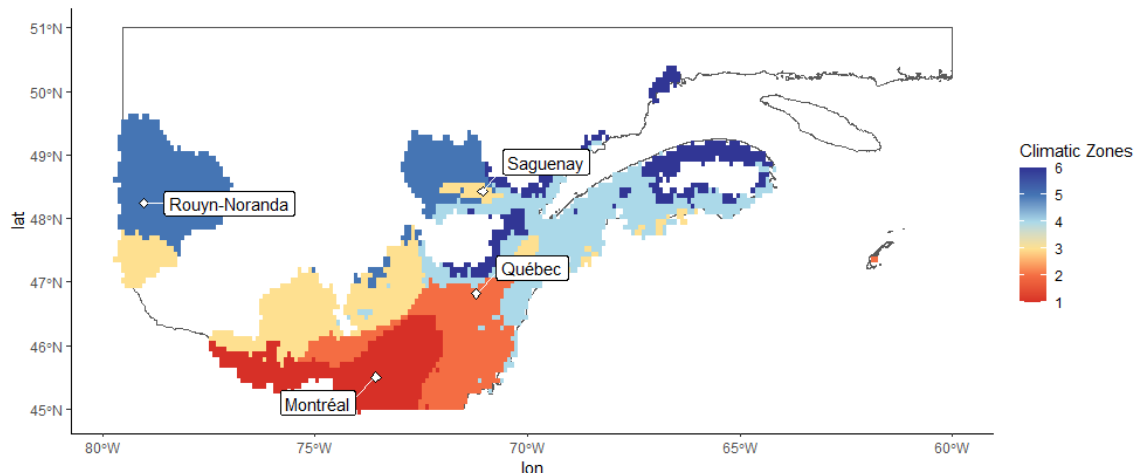 51°N
50°N
49°N
48°N
47°N
46°N
45°N
lat
80°W
75°W
70°W
65°W
60°W
lon
Saguenay
Rouyn-Noranda
Québec
Montréal
Climatic Zones
6
5
4
3
2
1